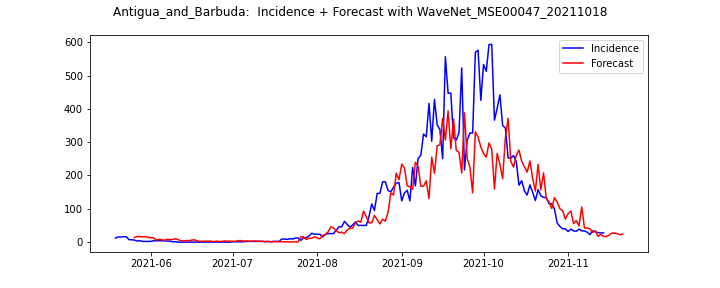 Antigua_and_Barbuda:  Incidence + Forecast with WaveNet_MSE00047_20211018
Incidence
Forecast
600
500
400
300
200
100
0
2021-06 2021-07 2021-08 2021-09 2021-10 2021-11